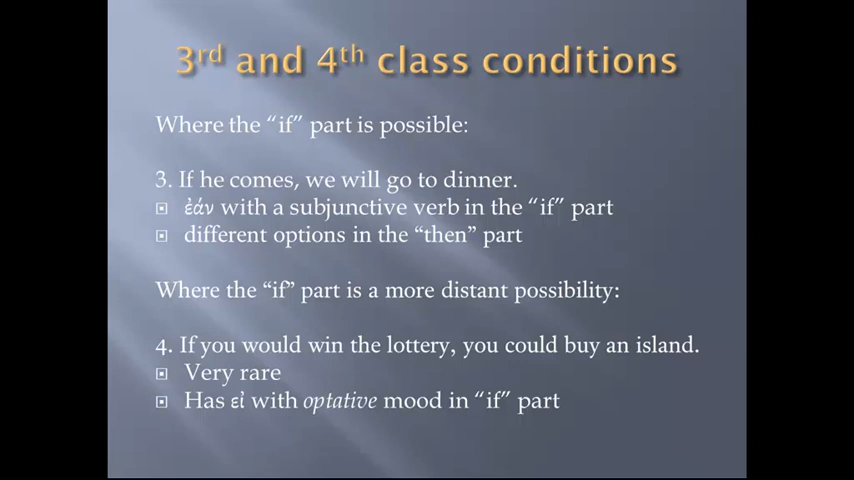 3rd and 4th class conditions
Where the “if” part is possible:
3. If he comes, we will go to dinner.
ἐάν with a subjunctive verb in the “if” part
different options in the “then” part
Where the “if” part is a more distant possibility:
4. If you would win the lottery, you could buy an island.
Very rare
Has εἰ with optative mood in “if” part